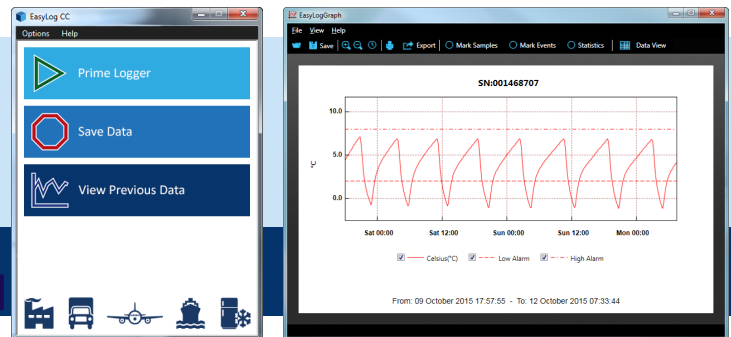 EasyLog CC
Options Help
Prime Logger
Save Data
View Previous Data
EasyLogGraph
File View Help
Save Export Mark Samples Mark Events Statistics Data View
SN:001468707
10.0
5.0
0.0
°C
Sat 00:00 Sat 12:00 Sun 00:00 Sun 12:00 Mon 00:00
Celsius(°C) Low Alarm High Alarm
From: 09 October 2015 17:57:55 - To: 12 October 2015 07:33:44